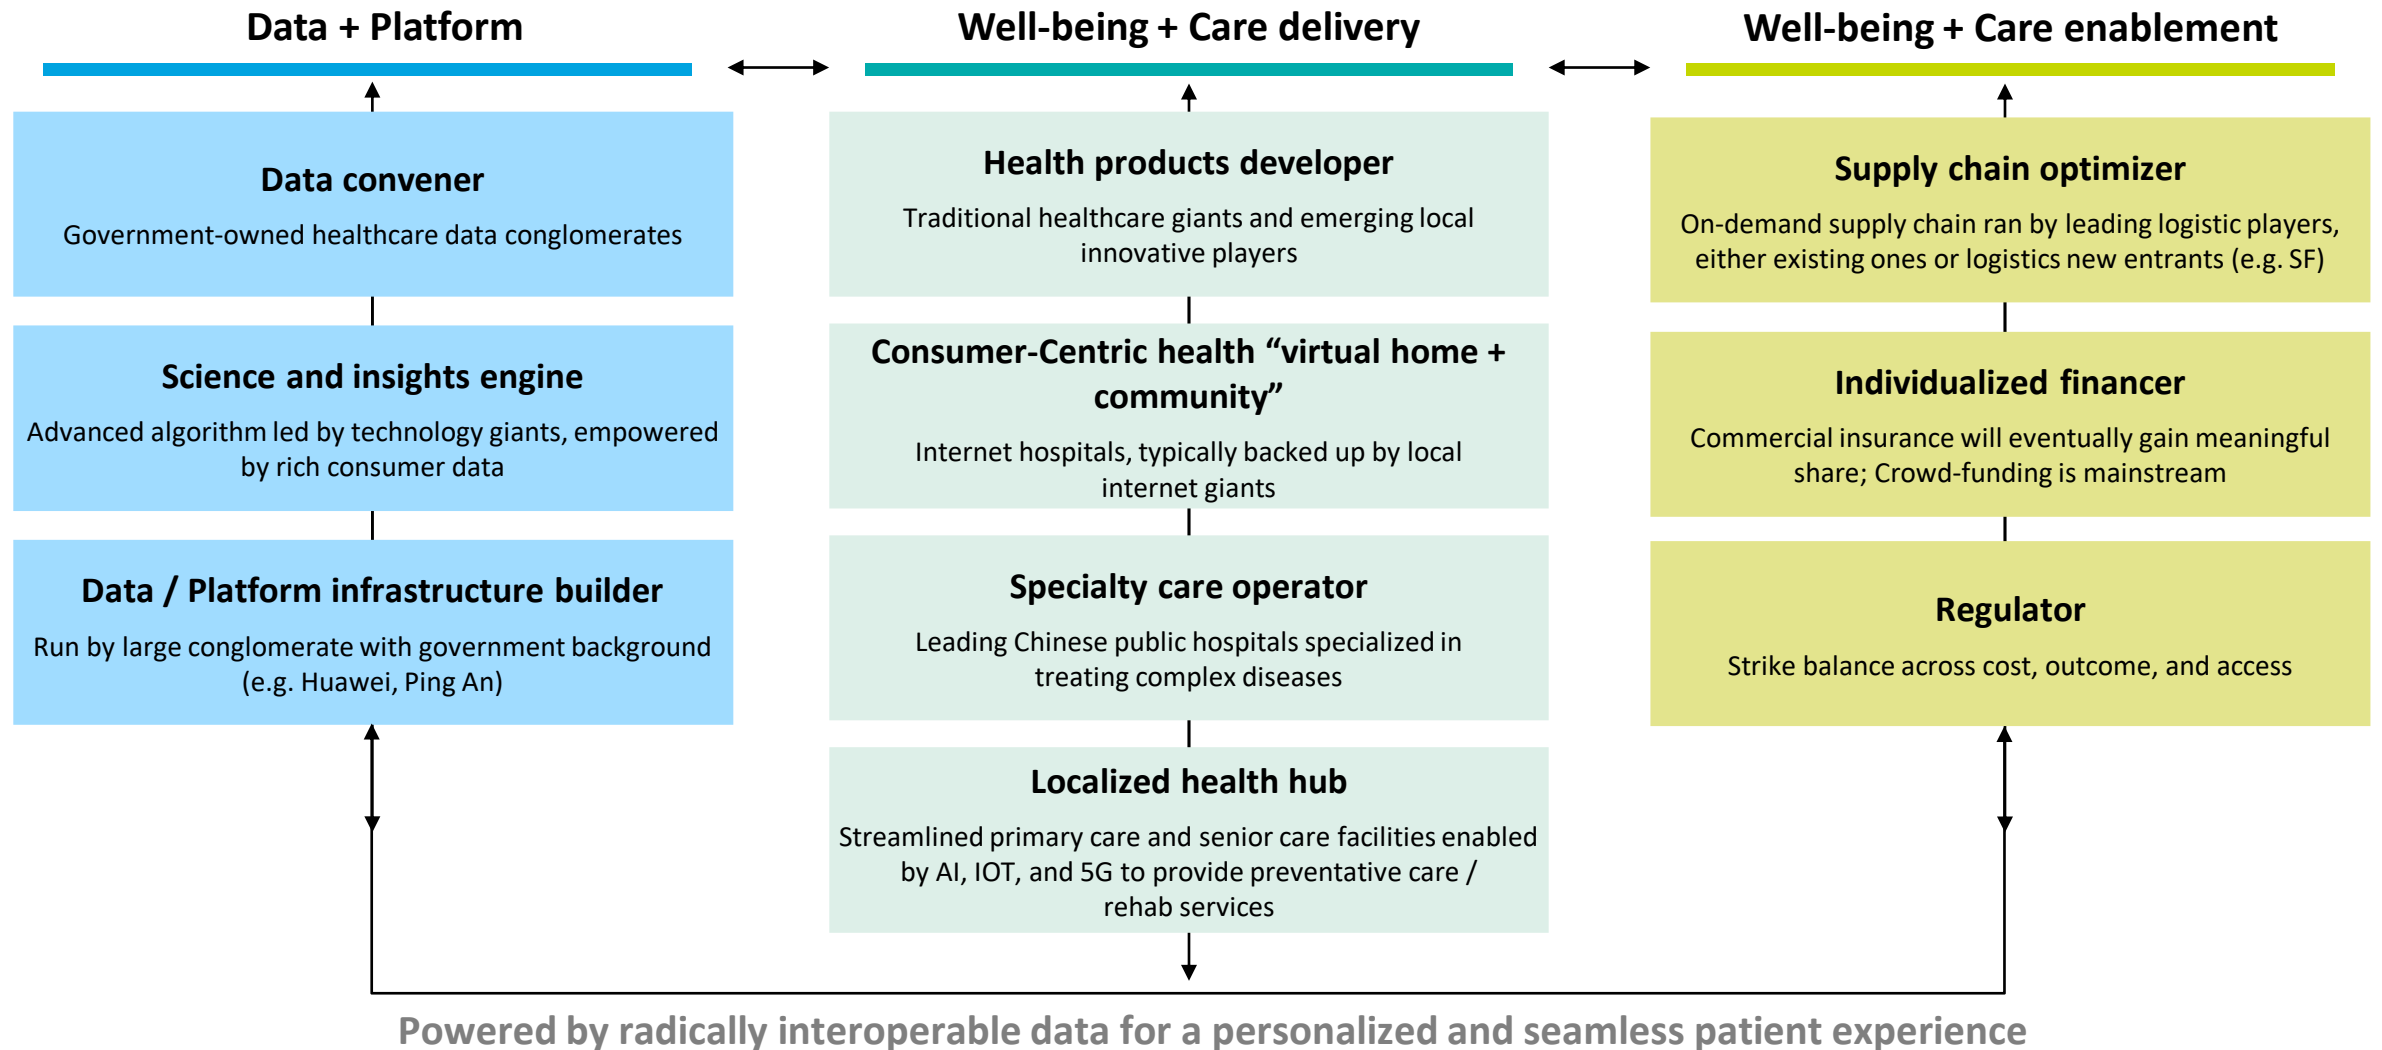 Data + Platform
Well-being + Care delivery
Well-being + Care enablement
Data convener
Government-owned healthcare data conglomerates
Science and insights engine
Advanced algorithm led by technology giants, empowered
by rich consumer data
Data / Platform infrastructure builder
Run by large conglomerate with government background
(e.g. Huawei, Ping An)
Health products developer
Traditional healthcare giants and emerging local
innovative players
Consumer-Centric health “virtual home +
community”
Internet hospitals, typically backed up by local
internet giants
Specialty care operator
Leading Chinese public hospitals specialized in
treating complex diseases
Localized health hub
Streamlined primary care and senior care facilities enabled
by AI, IOT, and 5G to provide preventative care /
rehab services
Supply chain optimizer
On-demand supply chain ran by leading logistic players,
either existing ones or logistics new entrants (e.g. SF)
Individualized financer
Commercial insurance will eventually gain meaningful
share; Crowd-funding is mainstream
Regulator
Strike balance across cost, outcome, and access
Powered by radically interoperable data for a personalized and seamless patient experience